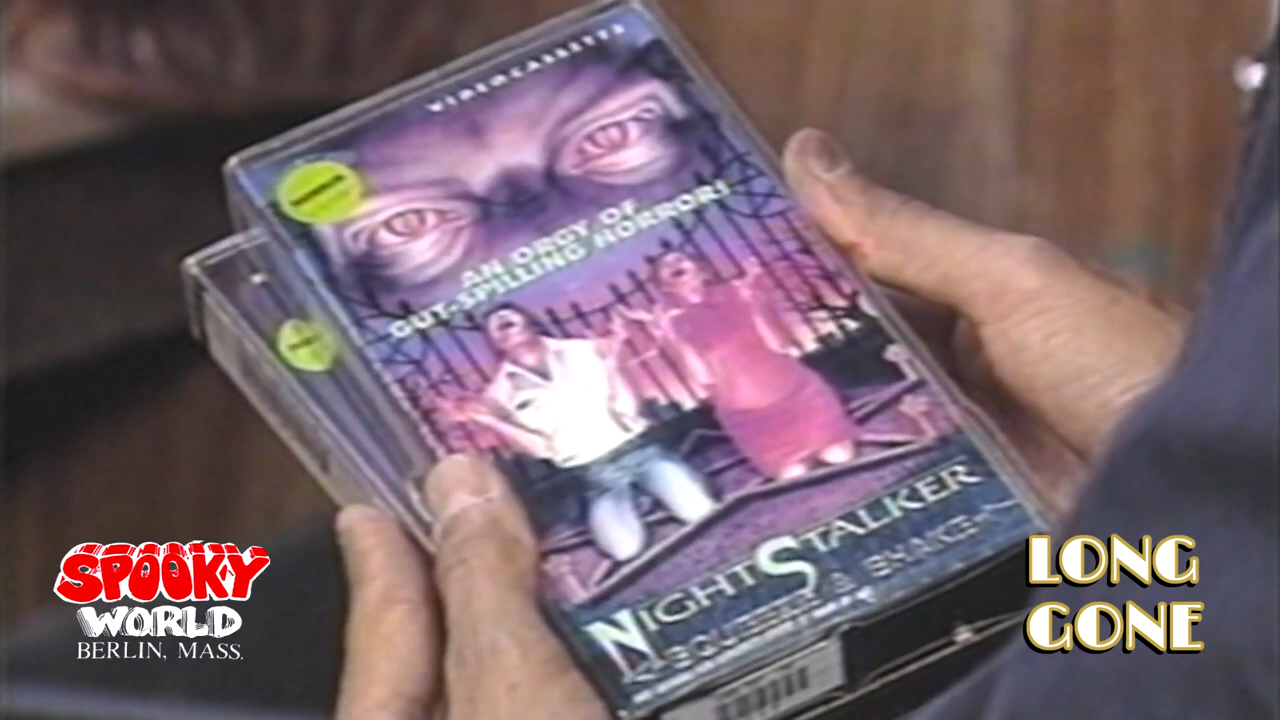 VIDEOCASSETTE
AN ORGY OF
GUT-SPILLING HORROR!
NIGHTSTALKER
SPOOKY
WORLD
BERLIN, MASS.
LONG
GONE